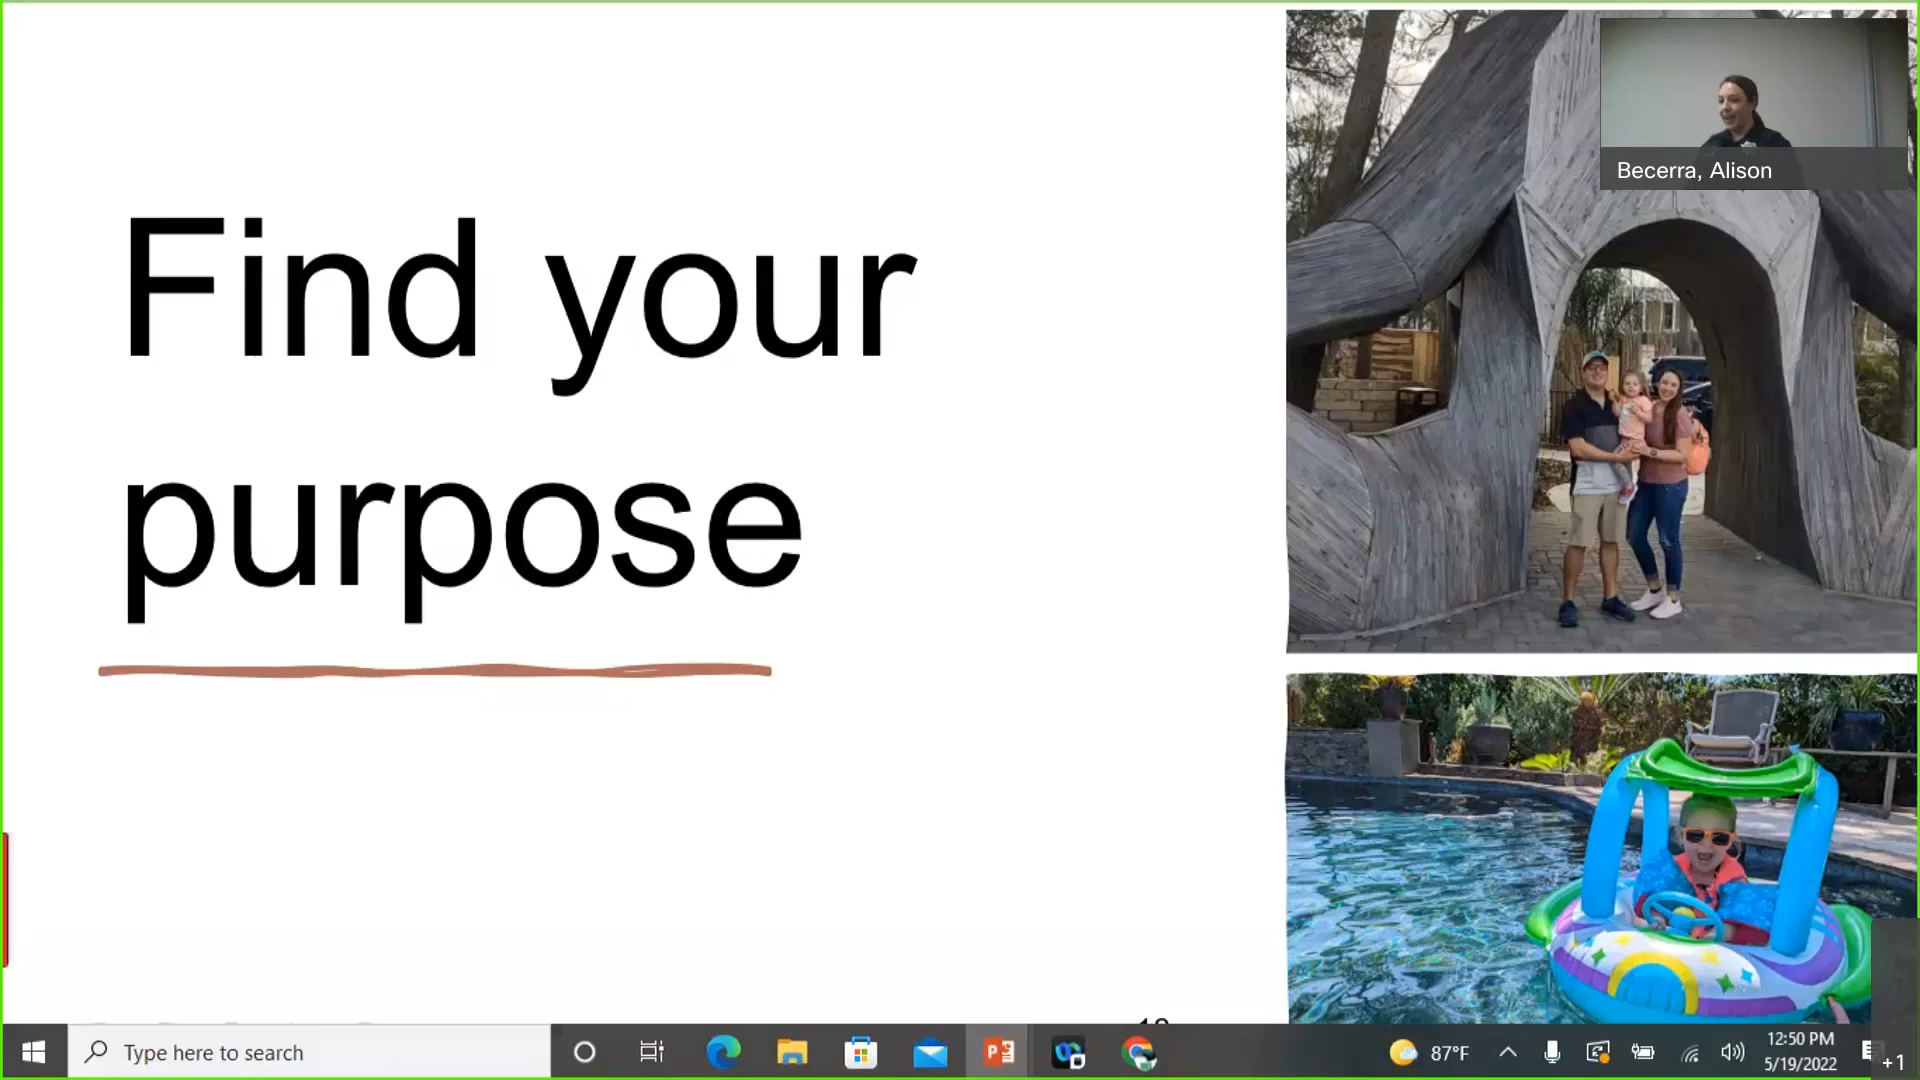 Becerra, Alison
Find your
purpose
Type here to search
87°F
12:50 PM
5/19/2022
+1